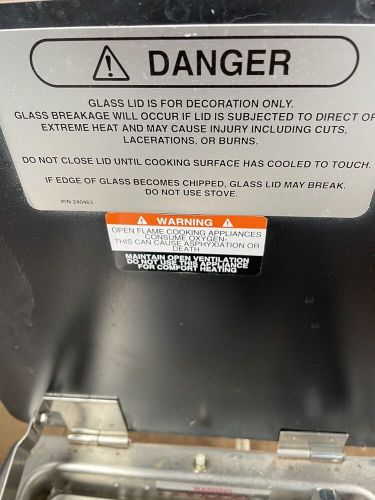 DANGER
GLASS LID IS FOR DECORATION ONLY.
GLASS BREAKAGE WILL OCCUR IF LID IS SUBJECTED TO DIRECT OR
EXTREME HEAT AND MAY CAUSE INJURY INCLUDING CUTS,
LACERATIONS, OR BURNS.
DO NOT CLOSE LID UNTIL COOKING SURFACE HAS COOLED TO TOUCH.
IF EDGE OF GLASS BECOMES CHIPPED, GLASS LID MAY BREAK.
DO NOT USE STOVE.
P/N 240463
WARNING
OPEN FLAME COOKING APPLIANCES
CONSUME OXYGEN-
THIS CAN CAUSE ASPHYXIATION OR
DEATH
MAINTAIN OPEN VENTILATION
DO NOT USE THIS APPLIANCE
FOR COMFORT HEATING
WARNING